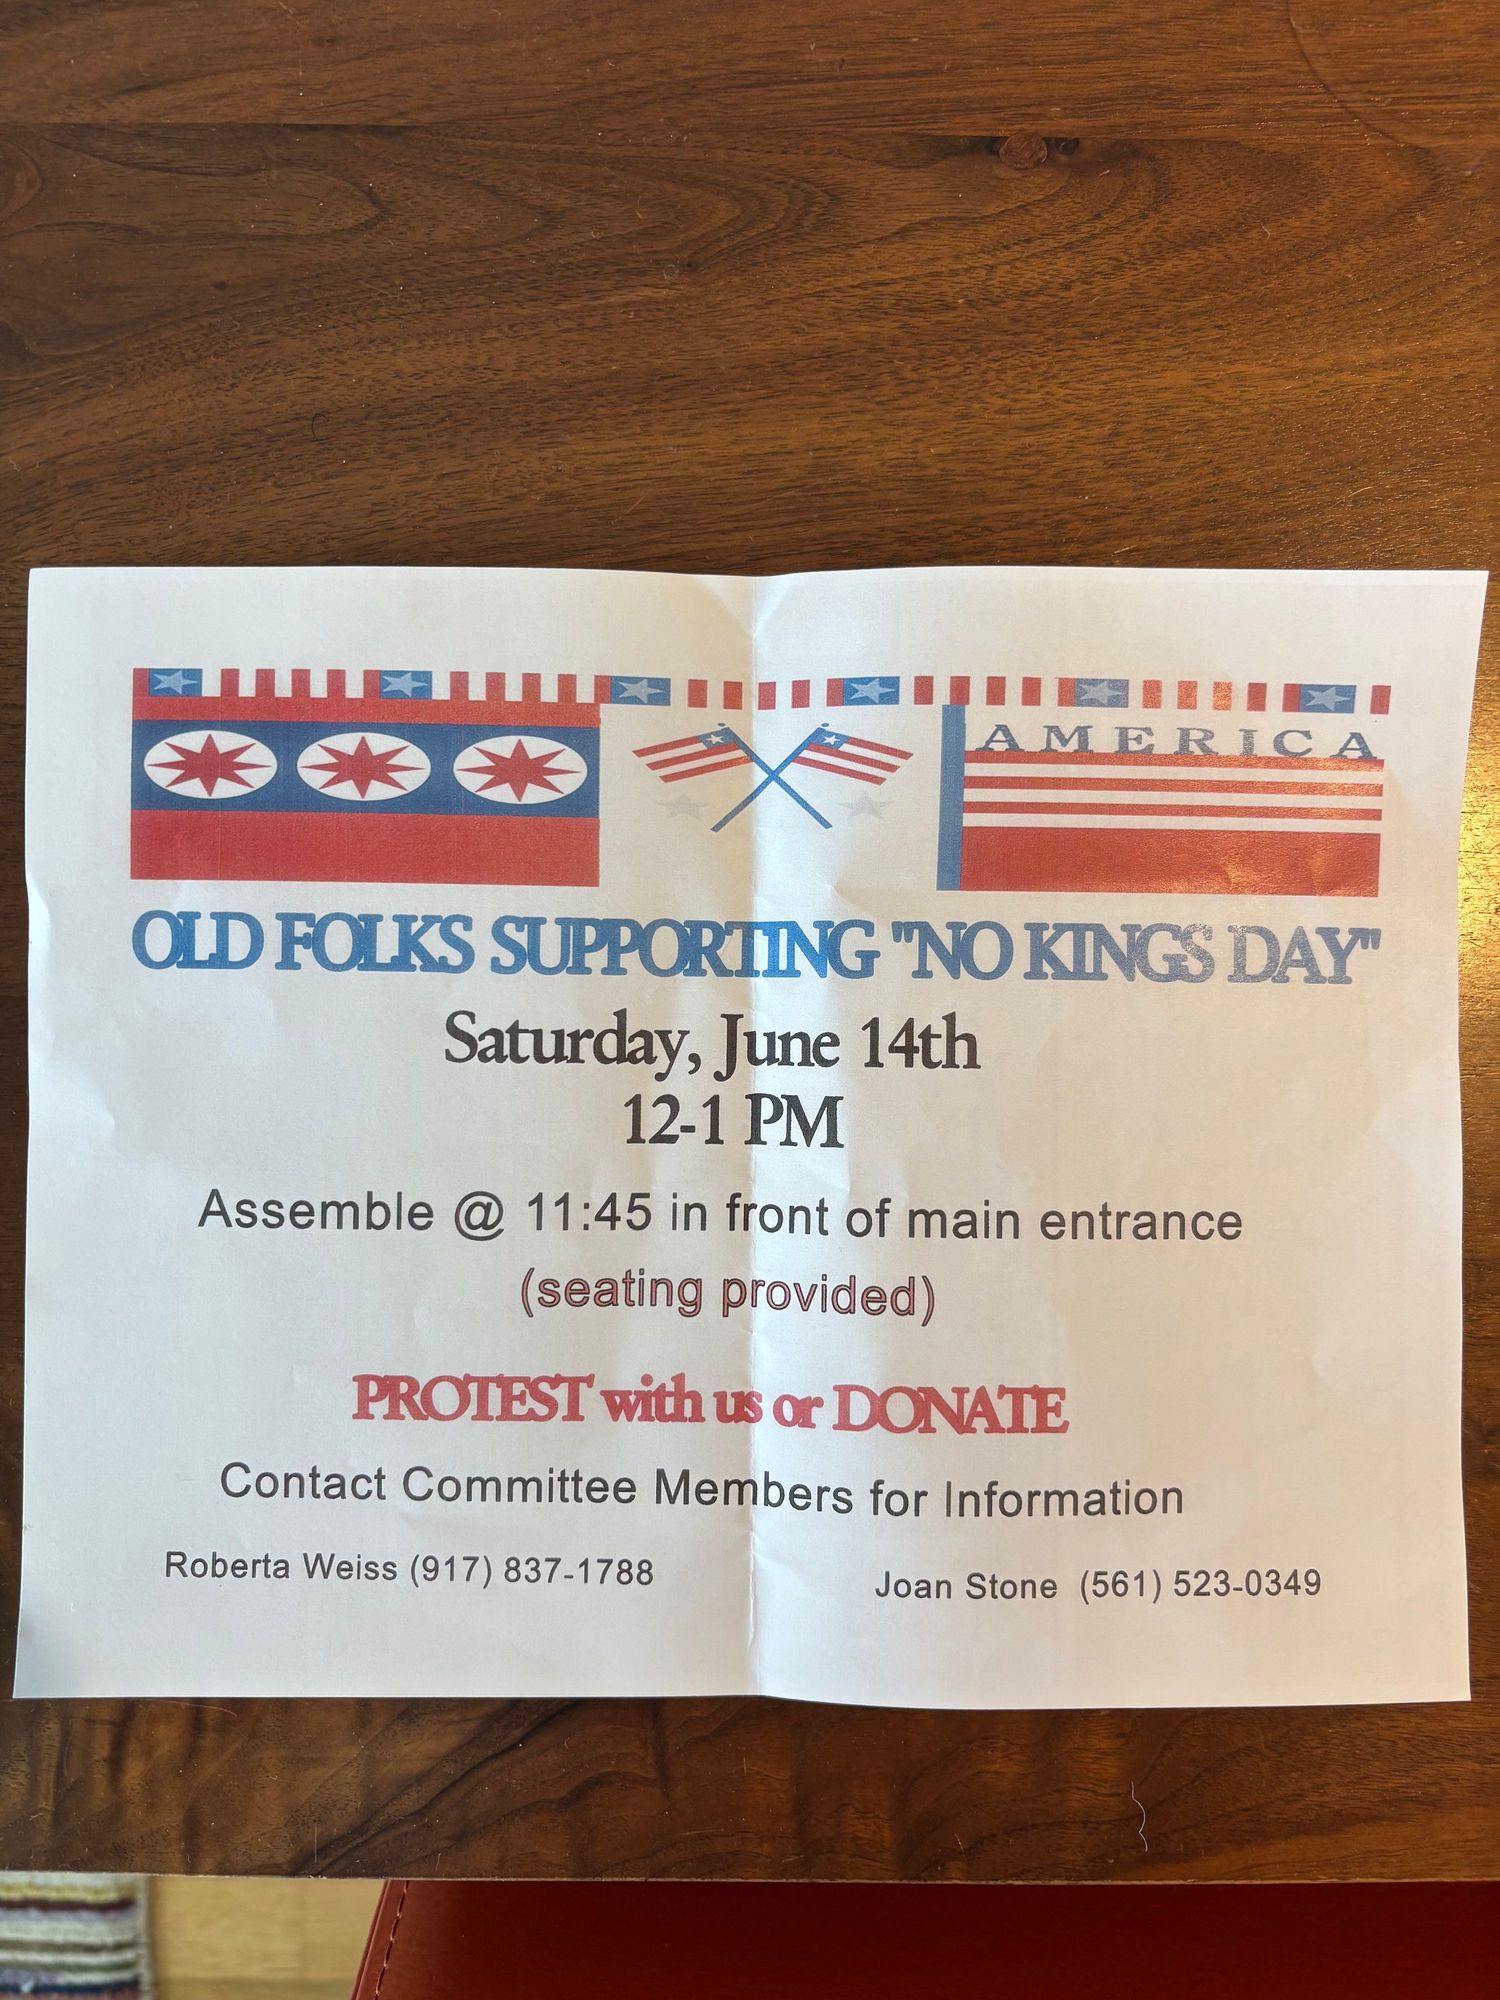 AMERICA
OLD FOLKS SUPPORTING "NO KINGS DAY"
Saturday, June 14th
12-1 PM
Assemble @ 11:45 in front of main entrance
(seating provided)
PROTEST with us or DONATE
Contact Committee Members for Information
Roberta Weiss (917) 837-1788
Joan Stone (561) 523-0349